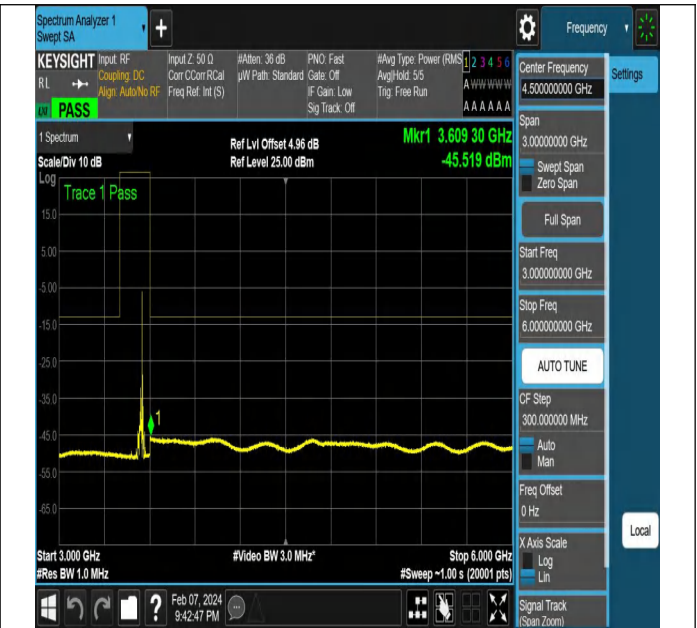 Spectrum Analyzer 1
Swept SA
+
Frequency
KEYSIGHT
RL
PASS
Input: RF
Coupling: DC
Align: Auto/No RF
Input Z: 50 Ω
Corr CCorr RCal
Freq Ref: Int (S)
#Atten: 36 dB
µW Path: Standard
PNO: Fast
Gate: Off
IF Gain: Low
Sig Track: Off
#Avg Type: Power (RMS
Avg|Hold: 5/5
Trig: Free Run
1 2 3 4 5 6
A W W W W W
A A A A A A
1 Spectrum
Scale/Div 10 dB
Log
Ref Lvl Offset 4.96 dB
Ref Level 25.00 dBm
Mkr1 3.609 30 GHz
-45.519 dBm
Trace 1 Pass
15.0
5.00
-5.00
-15.0
-25.0
-35.0
-45.0
-55.0
-65.0
1
Start 3.000 GHz
#Res BW 1.0 MHz
#Video BW 3.0 MHz*
Stop 6.000 GHz
#Sweep ~1.00 s (20001 pts)
?
Feb 07, 2024
9:42:47 PM
Center Frequency
4.500000000 GHz
Settings
Span
3.00000000 GHz
Swept Span
Zero Span
Full Span
Start Freq
3.000000000 GHz
Stop Freq
6.000000000 GHz
AUTO TUNE
CF Step
300.000000 MHz
Auto
Man
Freq Offset
0 Hz
Local
X Axis Scale
Log
Lin
Signal Track
(Span Zoom)